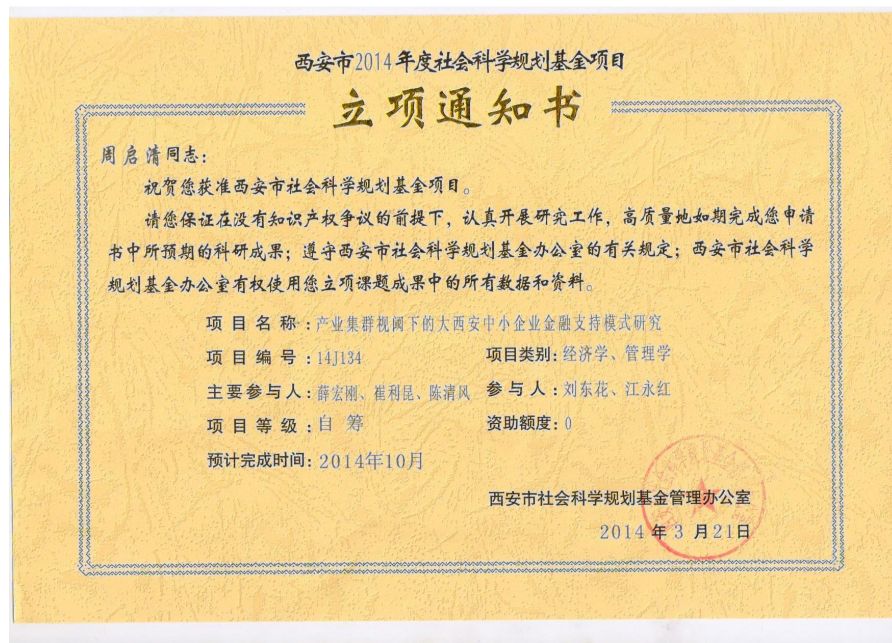 西安市2014年度社会科学规划基金项目
立项通知书
周启清同志：
祝贺您获准西安市社会科学规划基金项目。
请您保证在没有知识产权争议的前提下，认真开展研究工作，高质量地如期完成您申请
书中所预期的科研成果；遵守西安市社会科学规划基金办公室的有关规定；西安市社会科学
规划基金办公室有权使用您立项课题成果中的所有数据和资料。
项目名称：产业集群视阈下的大西安中小企业金融支持模式研究
项目编号：14J134 项目类别：经济学、管理学
主要参与人：薛宏刚、崔利昆、陈清风 参与人：刘东花、江永红
项目等级：自筹 资助额度：0
预计完成时间：2014年10月
西安市社会科学规划基金管理办公室
2014年3月21日